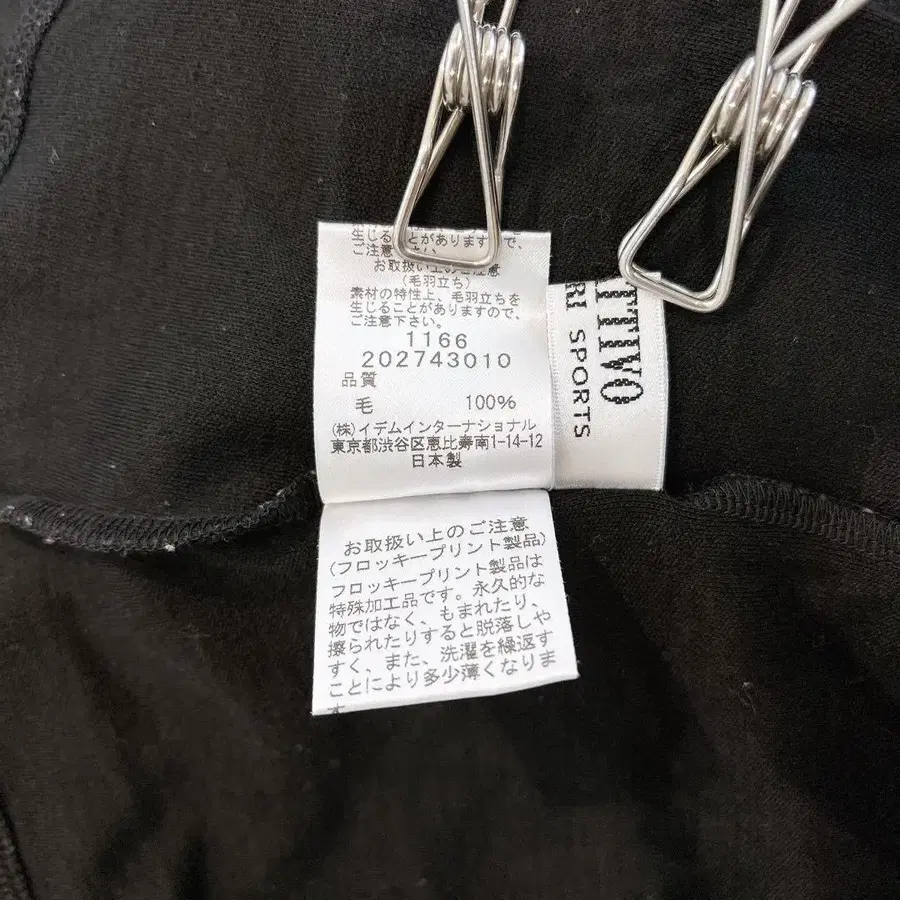 生じることがありますので、
ご注意
お取扱い上のご注意
(毛羽立ち)
素材の特性上、毛羽立ちを
生じることがありますので、
ご注意下さい。
1166
202743010
品質
毛 100%
(株)イデムインターナショナル
東京都渋谷区恵比寿南1-14-12
日本製
TTIVO
RI SPORTS
お取扱い上のご注意
(フロッキープリント製品)
フロッキープリント製品は
特殊加工品です。永久的な
物ではなく、もまれたり、
擦られたりすると脱落しや
すく、また、洗濯を繰返す
ことにより多少薄くなりま
す